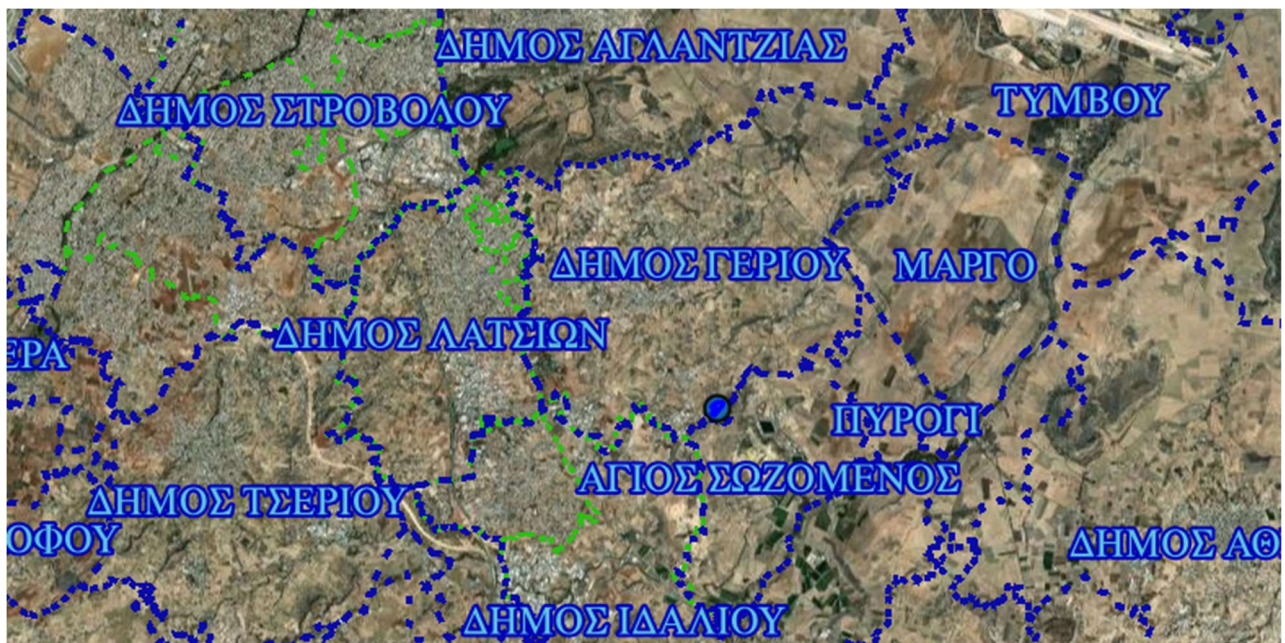 ΔΗΜΟΣ ΑΓΛΑΝΤΖΙΑΣ
ΤΥΜΒΟΥ
ΔΗΜΟΣ ΣΤΡΟΒΟΛΟΥ
ΔΗΜΟΣ ΓΕΡΙΟΥ
ΜΑΡΓΟ
ΔΗΜΟΣ ΛΑΤΣΙΩΝ
ΕΡΑ
ΠΥΡΟΓΙ
ΑΓΙΟΣ ΣΩΖΟΜΕΝΟΣ
ΔΗΜΟΣ ΤΣΕΡΙΟΥ
ΟΦΟΥ
ΔΗΜΟΣ ΑΘ
ΔΗΜΟΣ ΙΔΑΛΙΟΥ